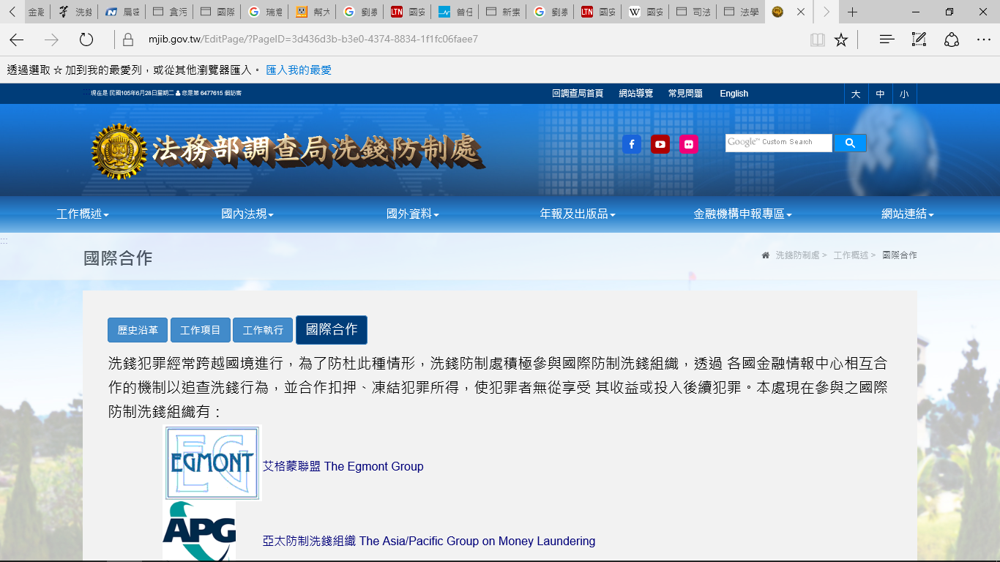 金融
洗錢
扁密
貪污
國際
瑞意
幫太
劉泰
國安
曾任
新素
劉泰
國安
國安
司法
法學
mjib.gov.tw/EditPage/?PageID=3d436d3b-b3e0-4374-8834-1f1fc06faee7
透過選取 ☆ 加到我的最愛列，或從其他瀏覽器匯入。 匯入我的最愛
::: 現在是 民國105年6月28日星期二 您是第 6477615 個訪客
回調查局首頁 網站導覽 常見問題 English 大 中 小
法務部調查局洗錢防制處
Google™ Custom Search
工作概述 國內法規 國外資料 年報及出版品 金融機構申報專區 網站連結
:::
國際合作
洗錢防制處 > 工作概述 > 國際合作
歷史沿革 工作項目 工作執行 國際合作
洗錢犯罪經常跨越國境進行，為了防杜此種情形，洗錢防制處積極參與國際防制洗錢組織，透過 各國金融情報中心相互合
作的機制以追查洗錢行為，並合作扣押、凍結犯罪所得，使犯罪者無從享受 其收益或投入後續犯罪。本處現在參與之國際
防制洗錢組織有：
EG
EGMONT
艾格蒙聯盟 The Egmont Group
APG
亞太防制洗錢組織 The Asia/Pacific Group on Money Laundering